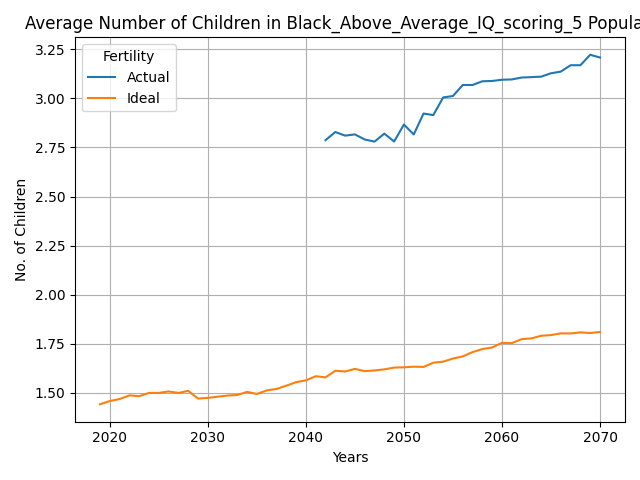 Average Number of Children in Black_Above_Average_IQ_scoring_5 Popula
Fertility
Actual
Ideal
3.25
3.00
2.75
2.50
2.25
2.00
1.75
1.50
No. of Children
2020 2030 2040 2050 2060 2070
Years